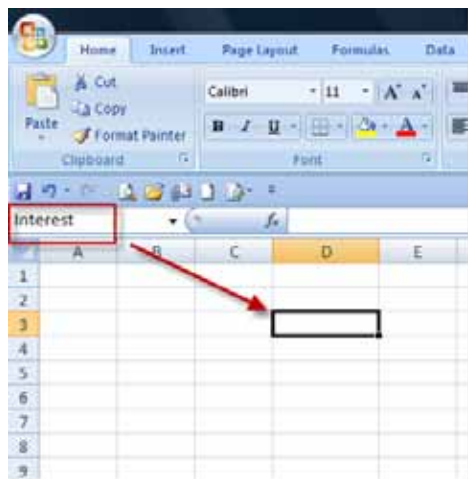 Home Insert Page Layout Formulas Data
Cut
Copy
Paste
Format Painter
Calibri 11 A A
B I U A
Clipboard Font
Interest fx
A B C D E
1
2
3
4
5
6
7
8
9